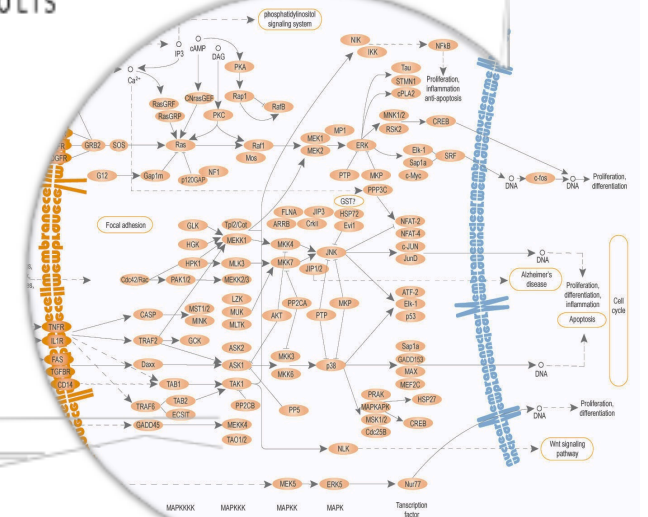 phosphatidylinositol
signaling system
IP3
cAMP
DAG
Ca2+
PKA
NIK
IKK
NFkB
Proliferation,
inflammation
anti-apoptosis
RasGRF
RasGRP
CNrasGEF
PKC
Rap1
RafB
Tau
STMN1
cPLA2
GRB2
SOS
Ras
Raf1
Mos
MEK1
MEK2
MP1
ERK
MNK1/2
RSK2
CREB
Elk-1
Sap1a
c-Myc
SRF
DNA
c-fos
DNA
Proliferation,
differentiation
G12
Gap1m
p120GAP
NF1
PTP
MKP
PPP3C
GST?
Focal adhesion
GLK
HGK
HPK1
Cdc42/Rac
PAK1/2
Tpl2/Cot
MEKK1
MLK3
MEKK2/3
FLNA
ARRB
JIP3
CrkII
HSP72
Evi1
MKK4
MKK7
JNK
JIP1/2
NFAT-2
NFAT-4
c-JUN
JunD
DNA
Alzheimer's
disease
Proliferation,
differentiation,
inflammation
Apoptosis
Cell
cycle
cellmembrane
TNFR
IL1R
FAS
TGFBR
CD14
CASP
TRAF2
Daxx
TRAF6
GADD45
MST1/2
MINK
GCK
TAB1
TAB2
ECSIT
LZK
MUK
MLTK
ASK2
ASK1
TAK1
PP2CB
MEKK4
TAO1/2
AKT
PP2CA
PTP
MKP
MKK3
MKK6
p38
PP5
NLK
ATF-2
Elk-1
p53
Sap1a
GADD153
MAX
MEF2C
PRAK
MAPKAPK
MSK1/2
Cdc25B
HSP27
CREB
DNA
DNA
Proliferation,
differentiation
Wnt signaling
pathway
MEK5
ERK5
Nur77
MAPKKKK
MAPKKK
MAPKK
MAPK
Tanscription
factor